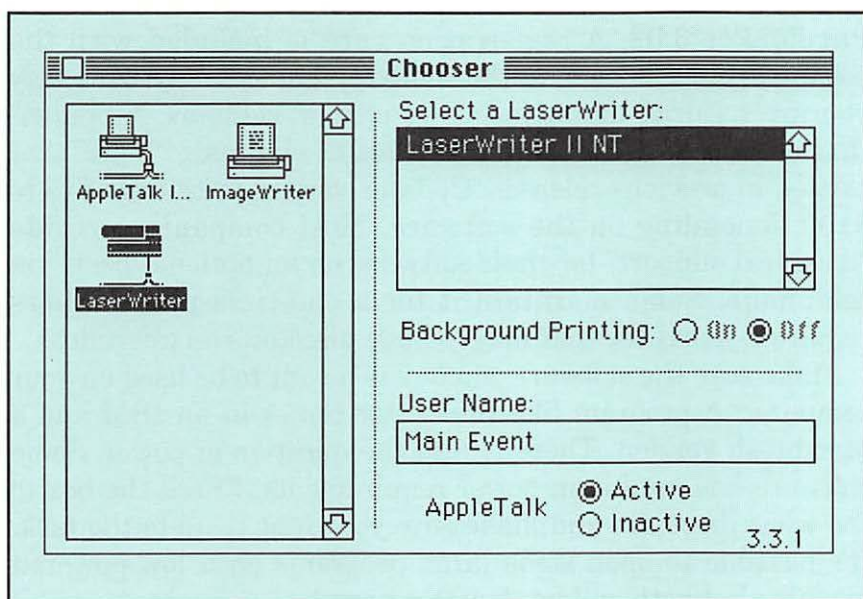 Chooser
AppleTalk I...
ImageWriter
LaserWriter
Select a LaserWriter:
LaserWriter II NT
Background Printing: On Off
User Name:
Main Event
AppleTalk
Active
Inactive
3.3.1